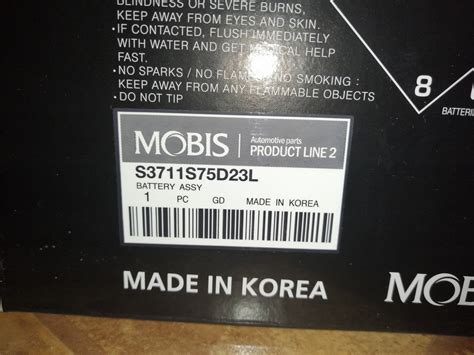 BLINDNESS OR SEVERE BURNS,
KEEP AWAY FROM EYES AND SKIN.
• IF CONTACTED, FLUSH IMMEDIATELY
WITH WATER AND GET MEDICAL HELP
FAST.
• NO SPARKS / NO FLAMES / NO SMOKING :
KEEP AWAY FROM ANY FLAMMABLE OBJECTS
• DO NOT TIP
8
MOBIS
Automotive parts
PRODUCT LINE 2
S3711S75D23L
BATTERY ASSY
1 PC GD MADE IN KOREA
MADE IN KOREA